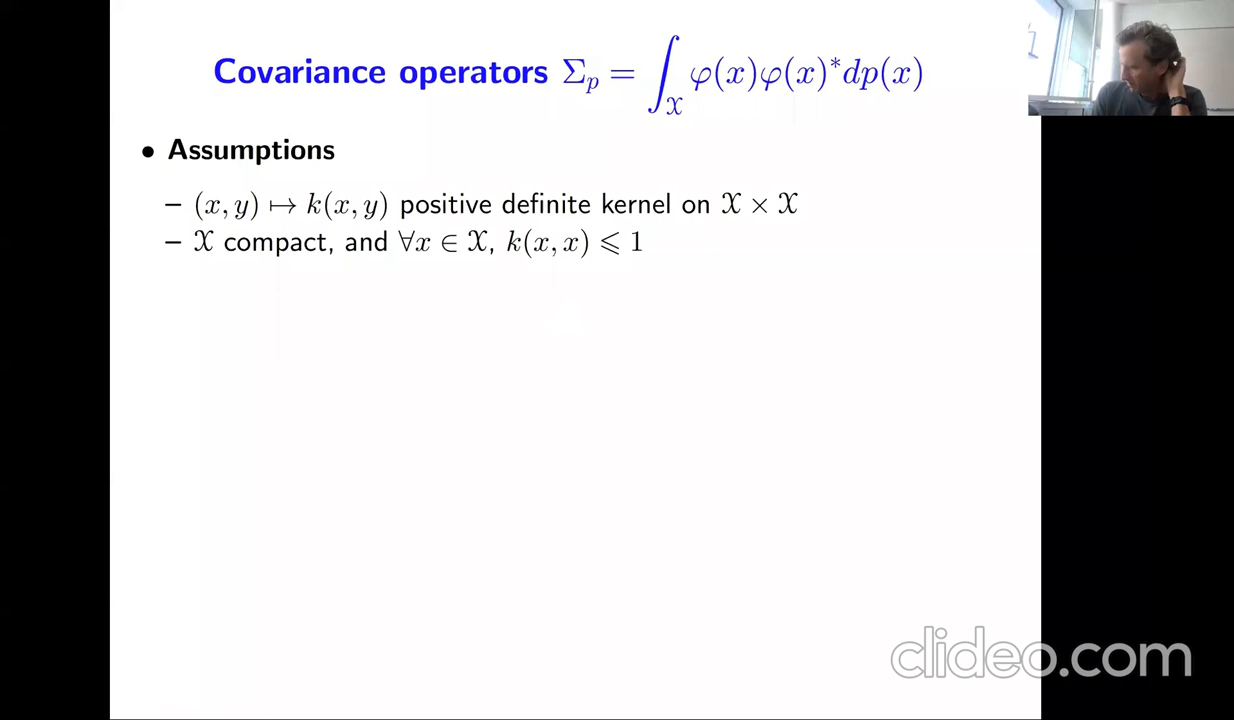 Covariance operators Σ_p = ∫_𝒳 φ(x)φ(x)*dp(x)
• Assumptions
– (x, y) ↦ k(x, y) positive definite kernel on 𝒳 × 𝒳
– 𝒳 compact, and ∀x ∈ 𝒳, k(x, x) ⩽ 1
clideo.com